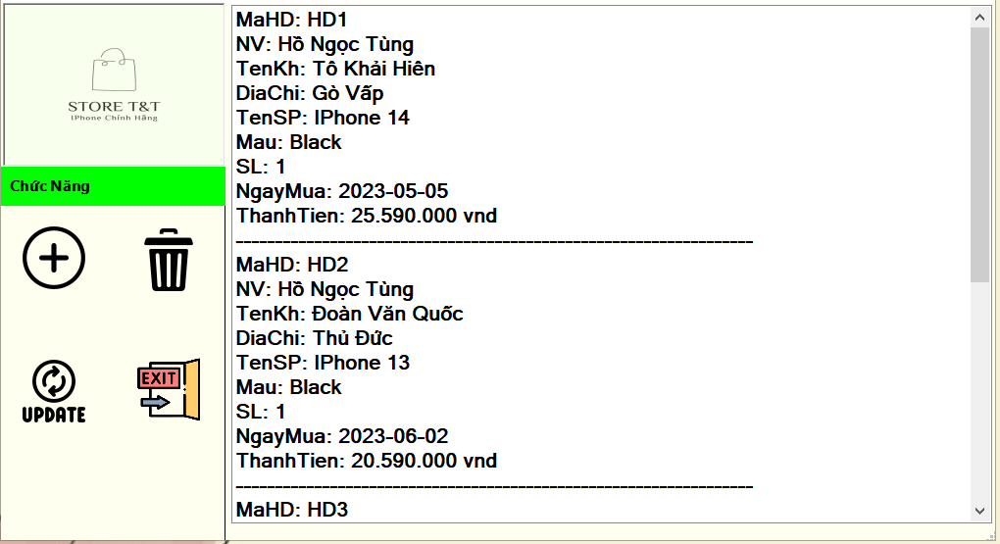 STORE T&T
IPhone Chính Hãng
Chức Năng
UPDATE
EXIT
MaHD: HD1
NV: Hồ Ngọc Tùng
TenKh: Tô Khải Hiên
DiaChi: Gò Vấp
TenSP: IPhone 14
Mau: Black
SL: 1
NgayMua: 2023-05-05
ThanhTien: 25.590.000 vnd
------------------------------------------------------------------
MaHD: HD2
NV: Hồ Ngọc Tùng
TenKh: Đoàn Văn Quốc
DiaChi: Thủ Đức
TenSP: IPhone 13
Mau: Black
SL: 1
NgayMua: 2023-06-02
ThanhTien: 20.590.000 vnd
------------------------------------------------------------------
MaHD: HD3